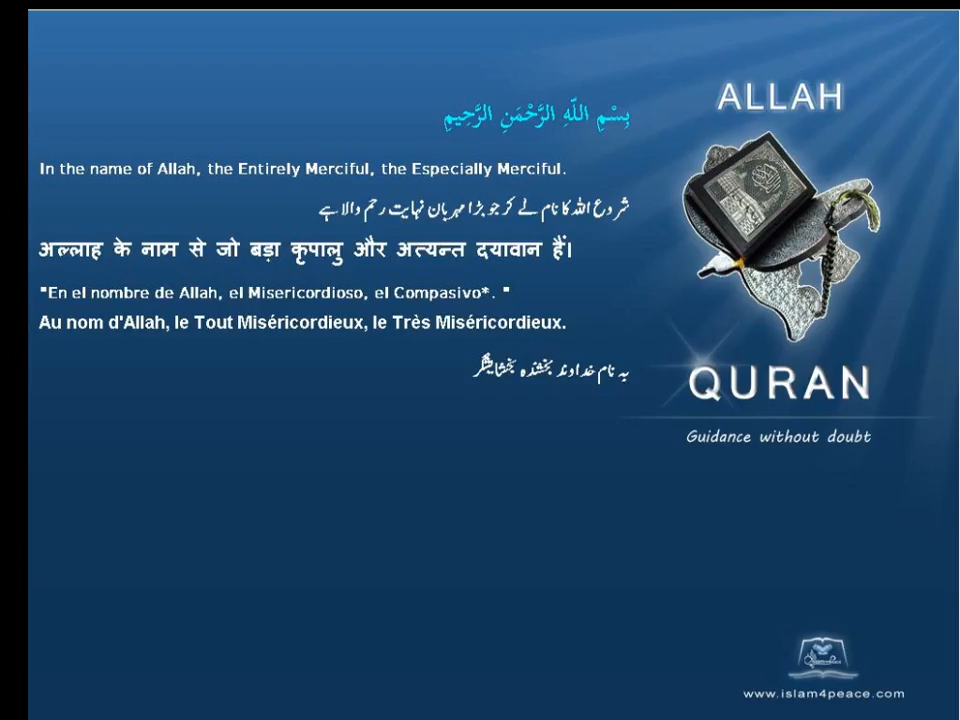 بِسْمِ اللَّهِ الرَّحْمَنِ الرَّحِيمِ
In the name of Allah, the Entirely Merciful, the Especially Merciful.
شروع الله کا نام لے کر جو بڑا مہربان نہایت رحم والا ہے
अल्लाह के नाम से जो बड़ा कृपालु और अत्यन्त दयावान हैं।
"En el nombre de Allah, el Misericordioso, el Compasivo*. "
Au nom d'Allah, le Tout Miséricordieux, le Très Miséricordieux.
به نام خداوند بخشنده بخشایشگر
ALLAH
QURAN
Guidance without doubt
www.islam4peace.com